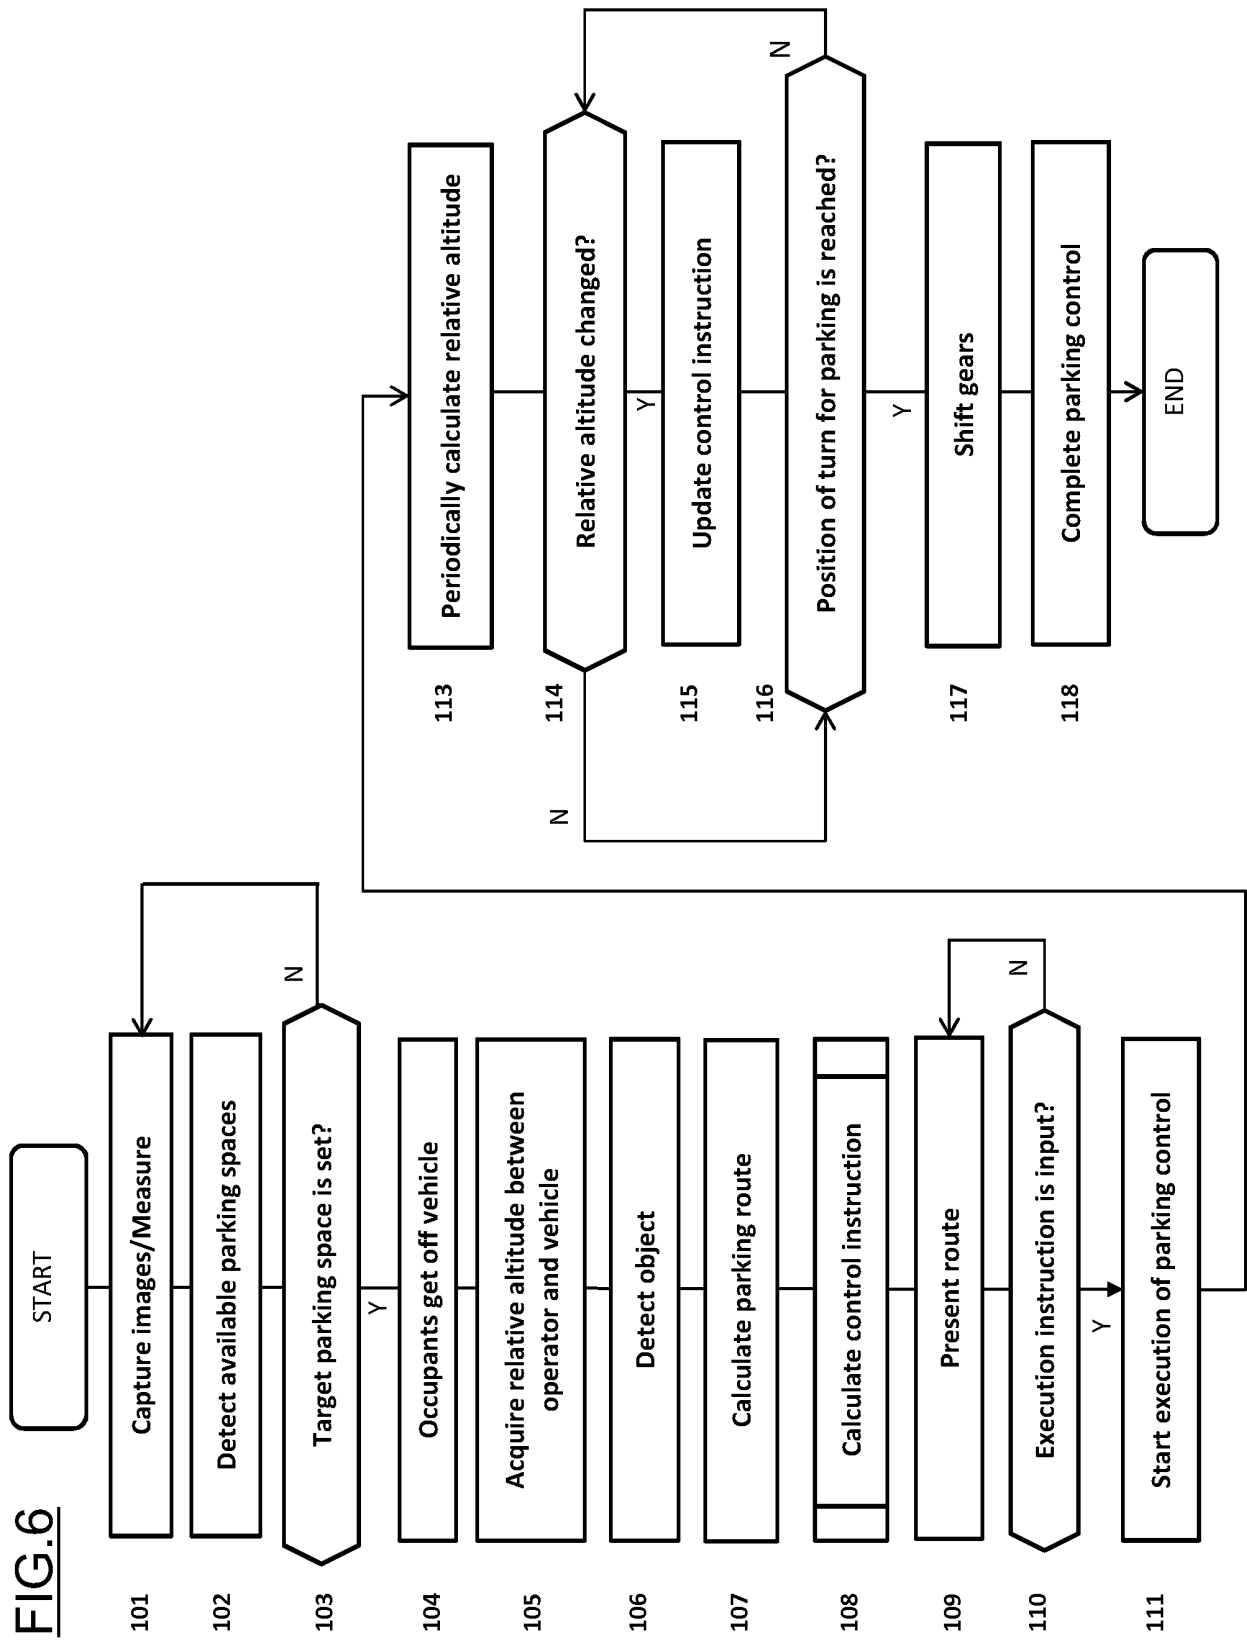 FIG.6
START
101
Capture images/Measure
102
Detect available parking spaces
103
Target parking space is set?
N
Y
104
Occupants get off vehicle
105
Acquire relative altitude between
operator and vehicle
106
Detect object
107
Calculate parking route
108
Calculate control instruction
109
Present route
110
Execution instruction is input?
N
Y
111
Start execution of parking control
113
Periodically calculate relative altitude
114
Relative altitude changed?
N
Y
115
Update control instruction
116
Position of turn for parking is reached?
N
Y
117
Shift gears
118
Complete parking control
END